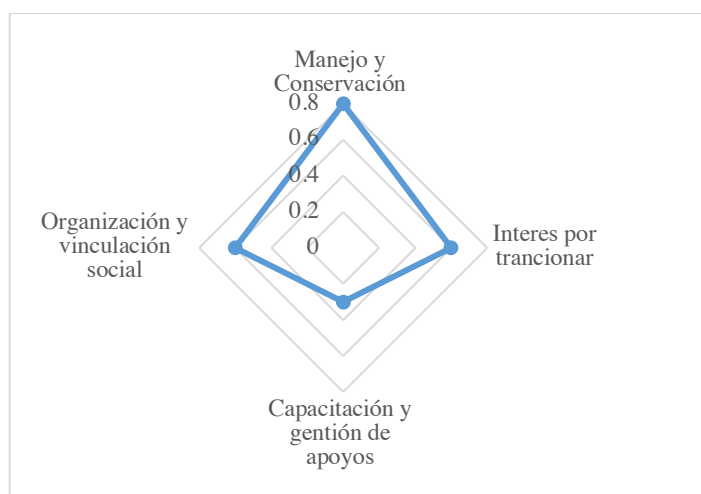 Manejo y
Conservación
0.8
0.6
0.4
0.2
0
Organización y
vinculación
social
Interes por
trancionar
Capacitación y
gentión de
apoyos